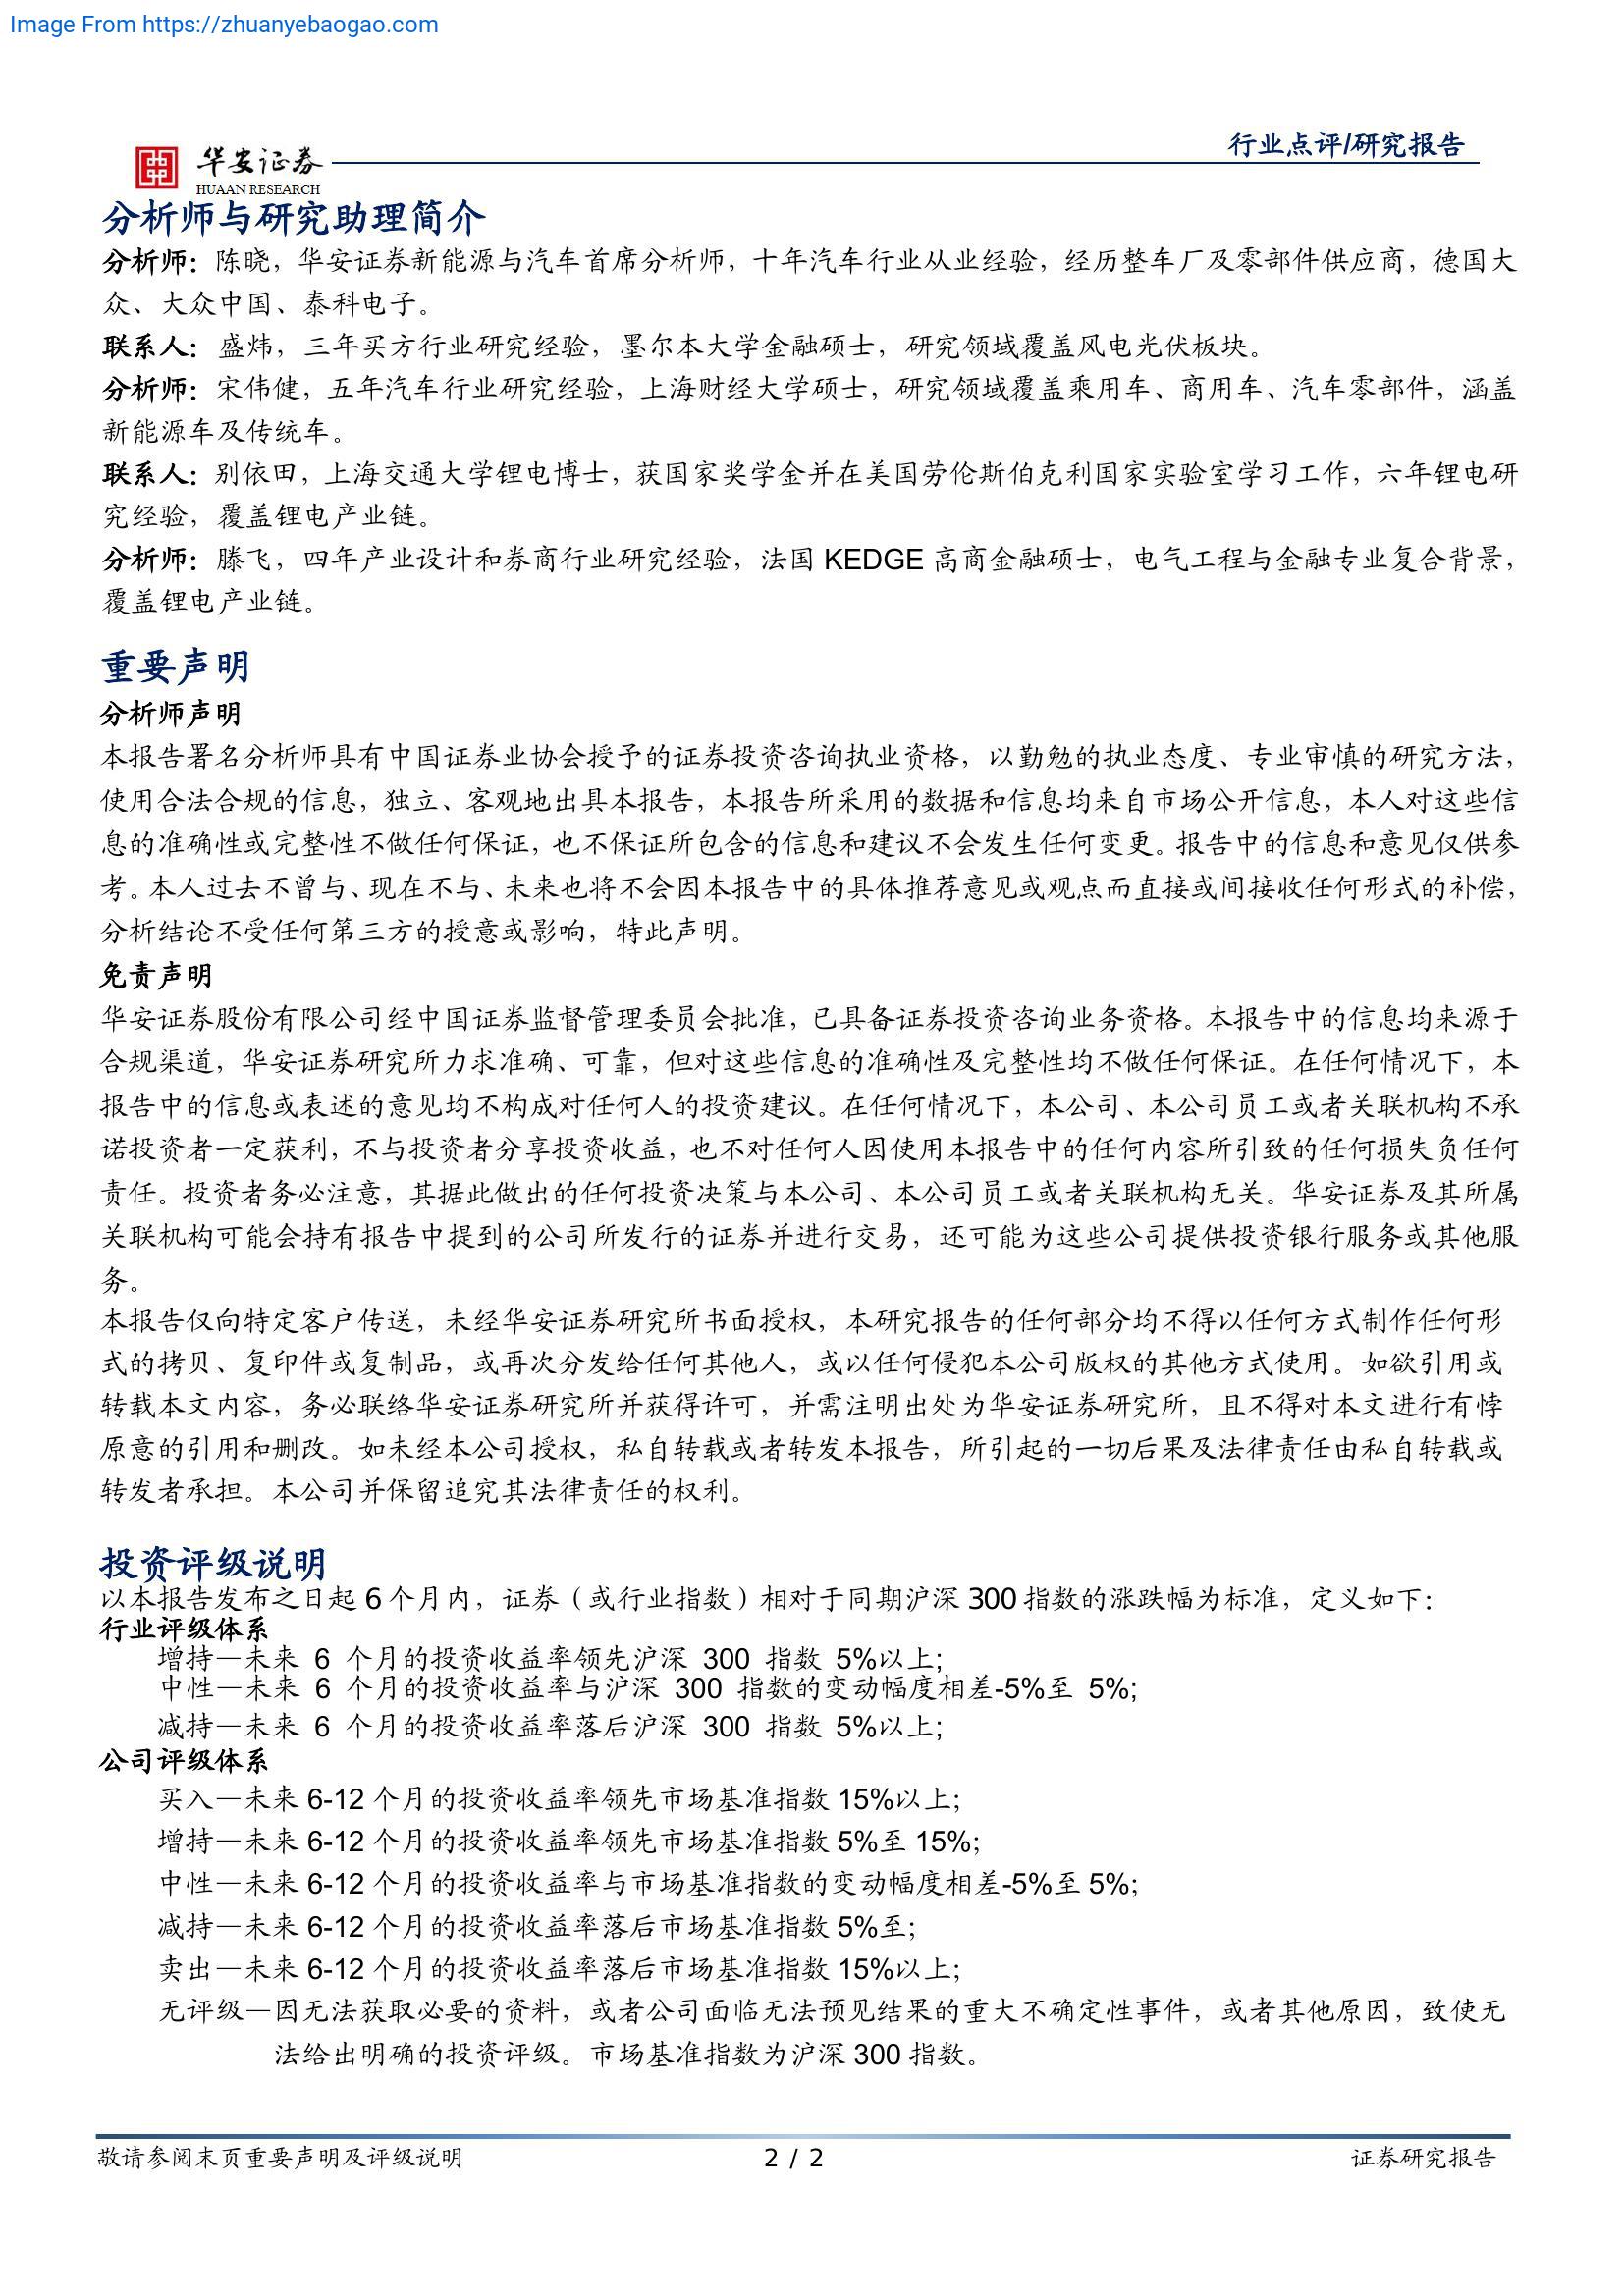 Image From https://zhuanyebaogao.com
行业点评/研究报告
华安证券
HUAAN RESEARCH
分析师与研究助理简介
分析师：陈晓，华安证券新能源与汽车首席分析师，十年汽车行业从业经验，经历整车厂及零部件供应商，德国大
众、大众中国、泰科电子。
联系人：盛炜，三年买方行业研究经验，墨尔本大学金融硕士，研究领域覆盖风电光伏板块。
分析师：宋伟健，五年汽车行业研究经验，上海财经大学硕士，研究领域覆盖乘用车、商用车、汽车零部件，涵盖
新能源车及传统车。
联系人：别依田，上海交通大学锂电博士，获国家奖学金并在美国劳伦斯伯克利国家实验室学习工作，六年锂电研
究经验，覆盖锂电产业链。
分析师：滕飞，四年产业设计和券商行业研究经验，法国 KEDGE 高商金融硕士，电气工程与金融专业复合背景，
覆盖锂电产业链。
重要声明
分析师声明
本报告署名分析师具有中国证券业协会授予的证券投资咨询执业资格，以勤勉的执业态度、专业审慎的研究方法，
使用合法合规的信息，独立、客观地出具本报告，本报告所采用的数据和信息均来自市场公开信息，本人对这些信
息的准确性或完整性不做任何保证，也不保证所包含的信息和建议不会发生任何变更。报告中的信息和意见仅供参
考。本人过去不曾与、现在不与、未来也将不会因本报告中的具体推荐意见或观点而直接或间接收任何形式的补偿，
分析结论不受任何第三方的授意或影响，特此声明。
免责声明
华安证券股份有限公司经中国证券监督管理委员会批准，已具备证券投资咨询业务资格。本报告中的信息均来源于
合规渠道，华安证券研究所力求准确、可靠，但对这些信息的准确性及完整性均不做任何保证。在任何情况下，本
报告中的信息或表述的意见均不构成对任何人的投资建议。在任何情况下，本公司、本公司员工或者关联机构不承
诺投资者一定获利，不与投资者分享投资收益，也不对任何人因使用本报告中的任何内容所引致的任何损失负任何
责任。投资者务必注意，其据此做出的任何投资决策与本公司、本公司员工或者关联机构无关。华安证券及其所属
关联机构可能会持有报告中提到的公司所发行的证券并进行交易，还可能为这些公司提供投资银行服务或其他服
务。
本报告仅向特定客户传送，未经华安证券研究所书面授权，本研究报告的任何部分均不得以任何方式制作任何形
式的拷贝、复印件或复制品，或再次分发给任何其他人，或以任何侵犯本公司版权的其他方式使用。如欲引用或
转载本文内容，务必联络华安证券研究所并获得许可，并需注明出处为华安证券研究所，且不得对本文进行有悖
原意的引用和删改。如未经本公司授权，私自转载或者转发本报告，所引起的一切后果及法律责任由私自转载或
转发者承担。本公司并保留追究其法律责任的权利。
投资评级说明
以本报告发布之日起 6 个月内，证券（或行业指数）相对于同期沪深 300 指数的涨跌幅为标准，定义如下：
行业评级体系
增持—未来 6 个月的投资收益率领先沪深 300 指数 5%以上;
中性—未来 6 个月的投资收益率与沪深 300 指数的变动幅度相差-5%至 5%;
减持—未来 6 个月的投资收益率落后沪深 300 指数 5%以上;
公司评级体系
买入—未来 6-12 个月的投资收益率领先市场基准指数 15%以上;
增持—未来 6-12 个月的投资收益率领先市场基准指数 5%至 15%;
中性—未来 6-12 个月的投资收益率与市场基准指数的变动幅度相差-5%至 5%;
减持—未来 6-12 个月的投资收益率落后市场基准指数 5%至;
卖出—未来 6-12 个月的投资收益率落后市场基准指数 15%以上;
无评级—因无法获取必要的资料，或者公司面临无法预见结果的重大不确定性事件，或者其他原因，致使无
法给出明确的投资评级。市场基准指数为沪深 300 指数。
敬请参阅末页重要声明及评级说明
2 / 2
证券研究报告